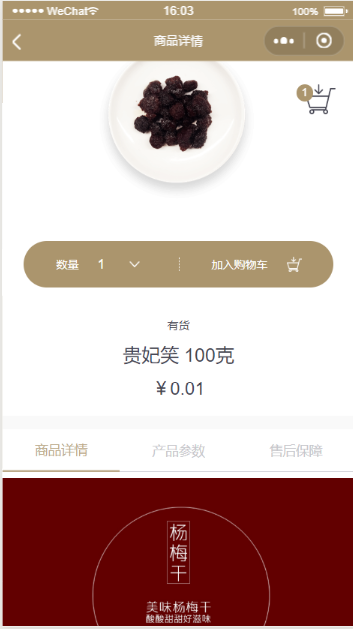 WeChat 16:03 100%
商品详情
1
数量 1 加入购物车
有货
贵妃笑 100克
¥0.01
商品详情 产品参数 售后保障
杨梅干
美味杨梅干
酸酸甜甜好滋味